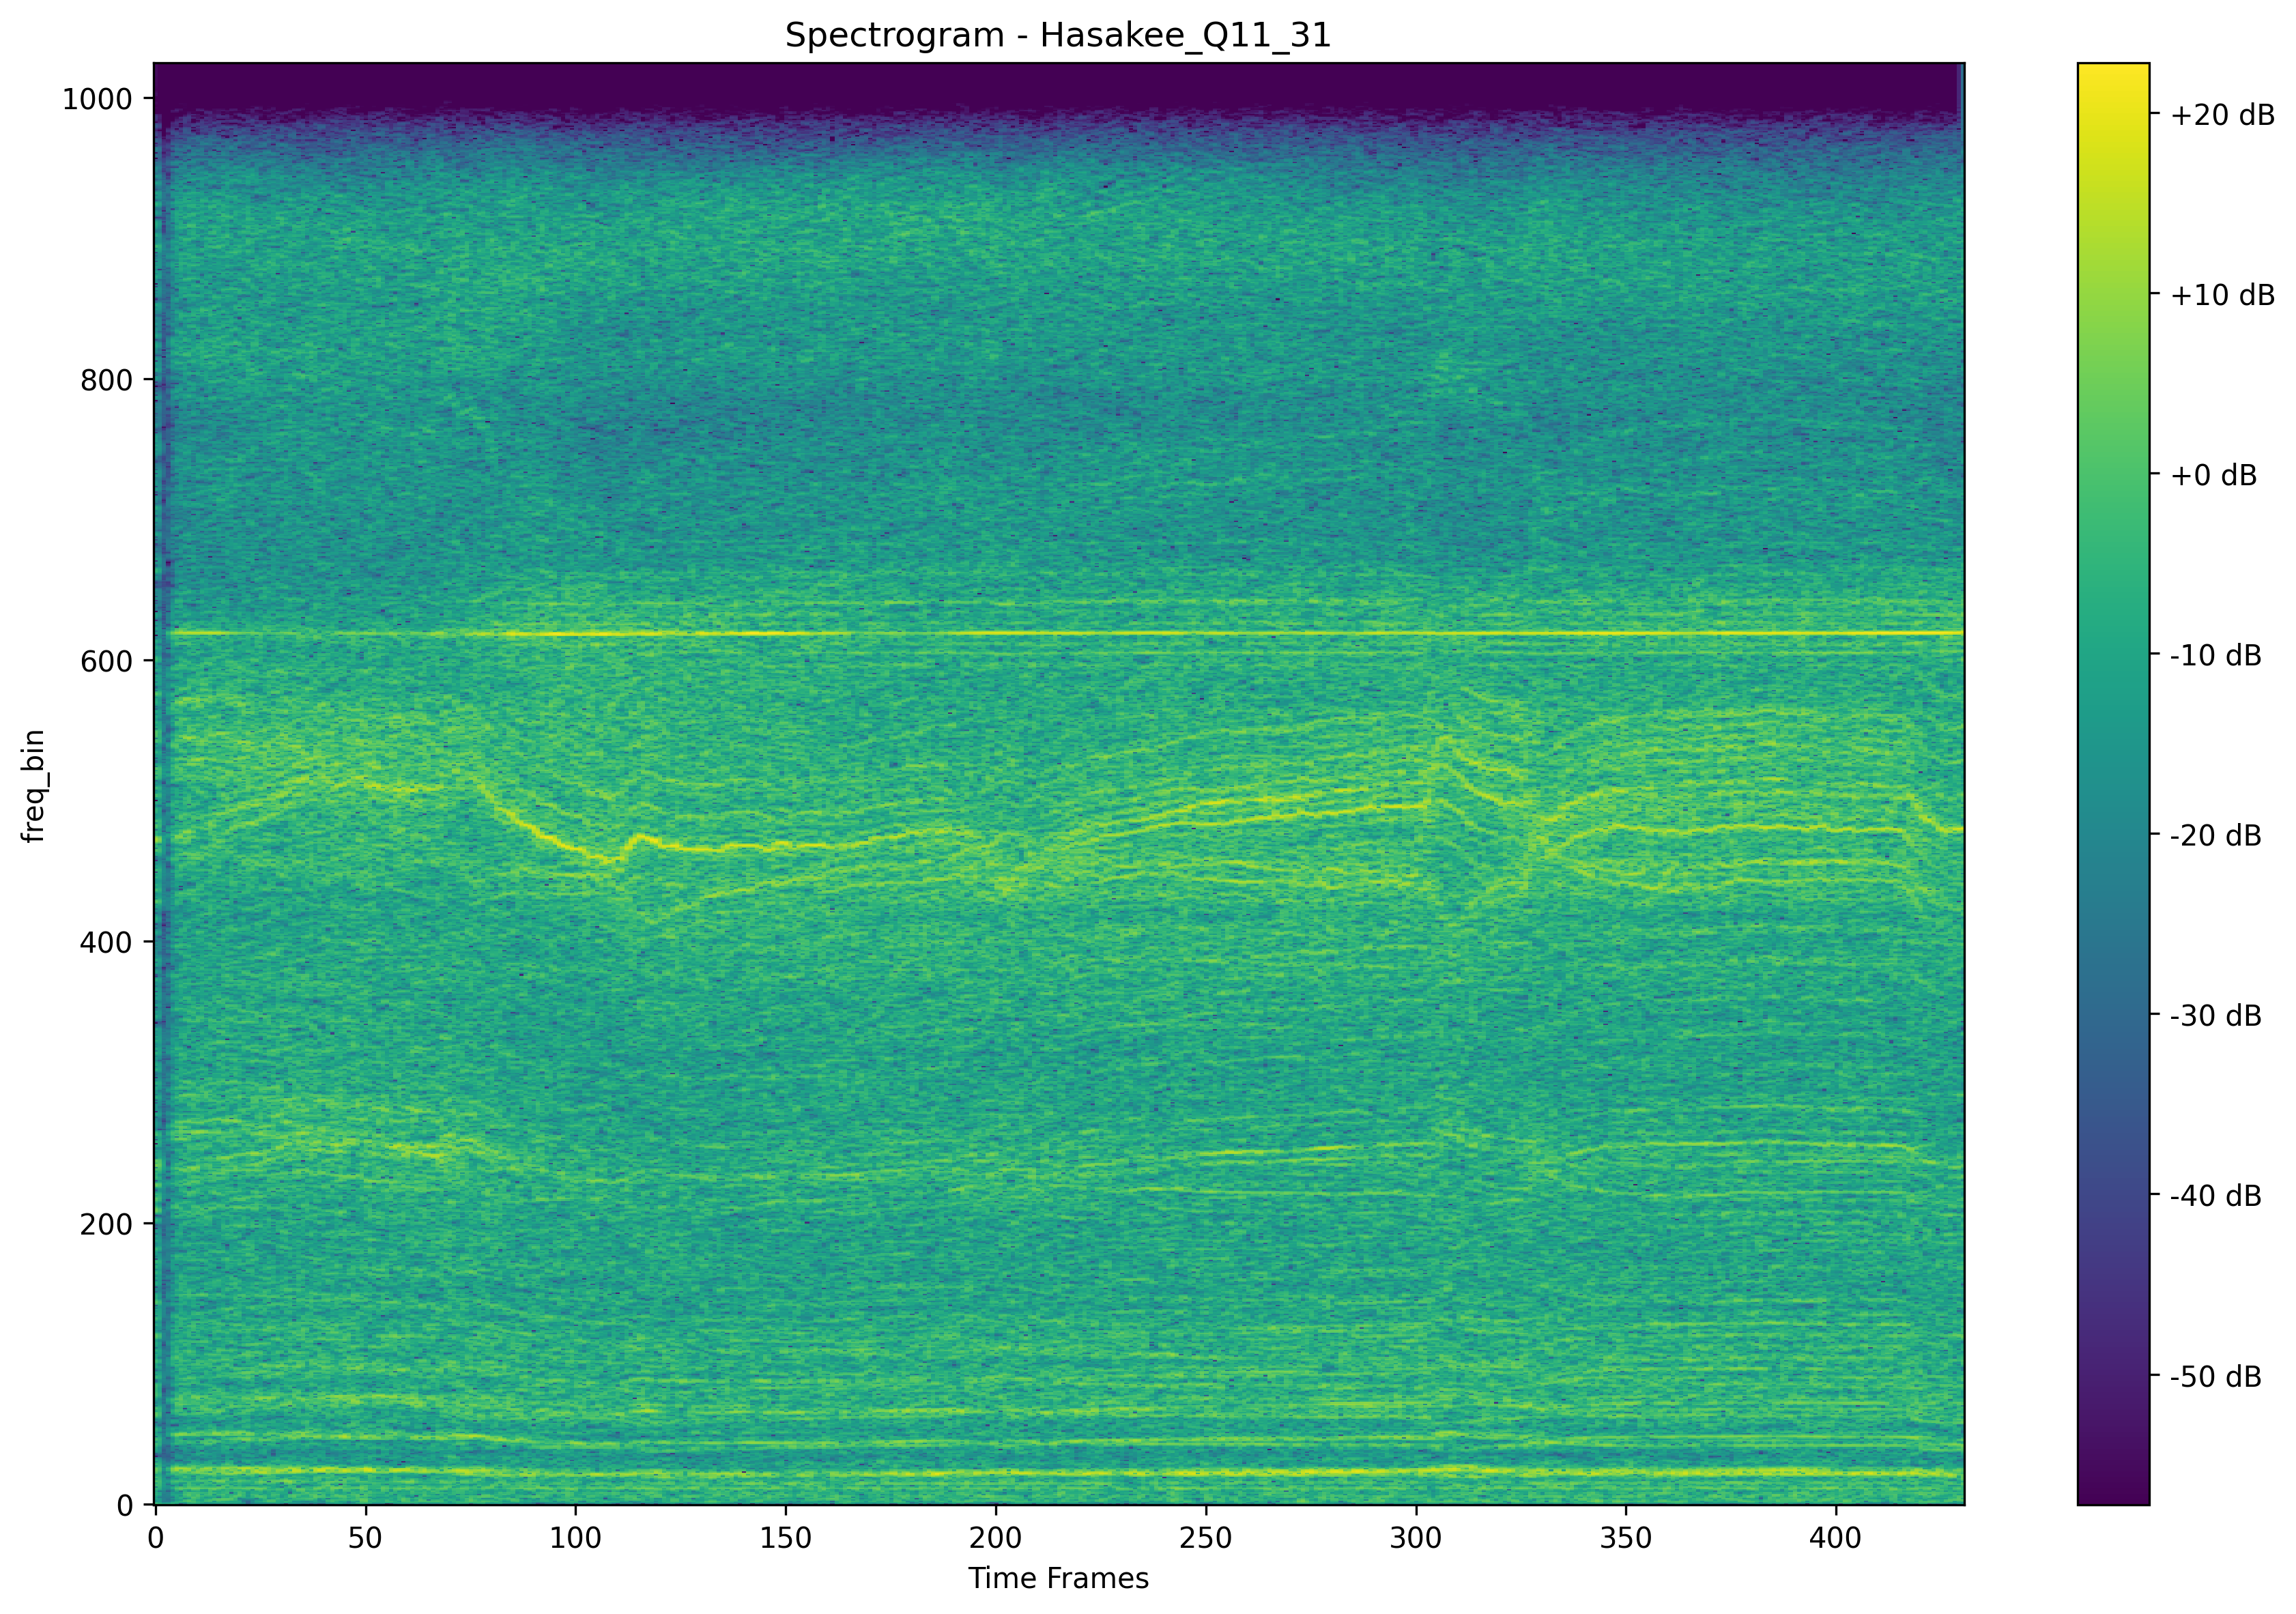 Spectrogram - Hasakee_Q11_31
1000
800
600
400
200
0
freq_bin
0 50 100 150 200 250 300 350 400
Time Frames
+20 dB
+10 dB
+0 dB
-10 dB
-20 dB
-30 dB
-40 dB
-50 dB